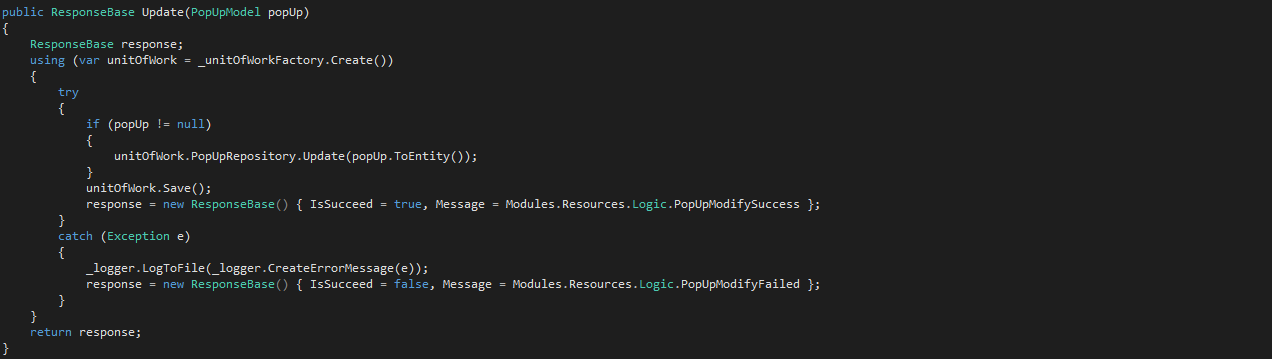 public ResponseBase Update(PopUpModel popUp)
{
    ResponseBase response;
    using (var unitOfWork = _unitOfWorkFactory.Create())
    {
        try
        {
            if (popUp != null)
            {
                unitOfWork.PopUpRepository.Update(popUp.ToEntity());
            }
            unitOfWork.Save();
            response = new ResponseBase() { IsSucceed = true, Message = Modules.Resources.Logic.PopUpModifySuccess };
        }
        catch (Exception e)
        {
            _logger.LogToFile(_logger.CreateErrorMessage(e));
            response = new ResponseBase() { IsSucceed = false, Message = Modules.Resources.Logic.PopUpModifyFailed };
        }
    }
    return response;
}